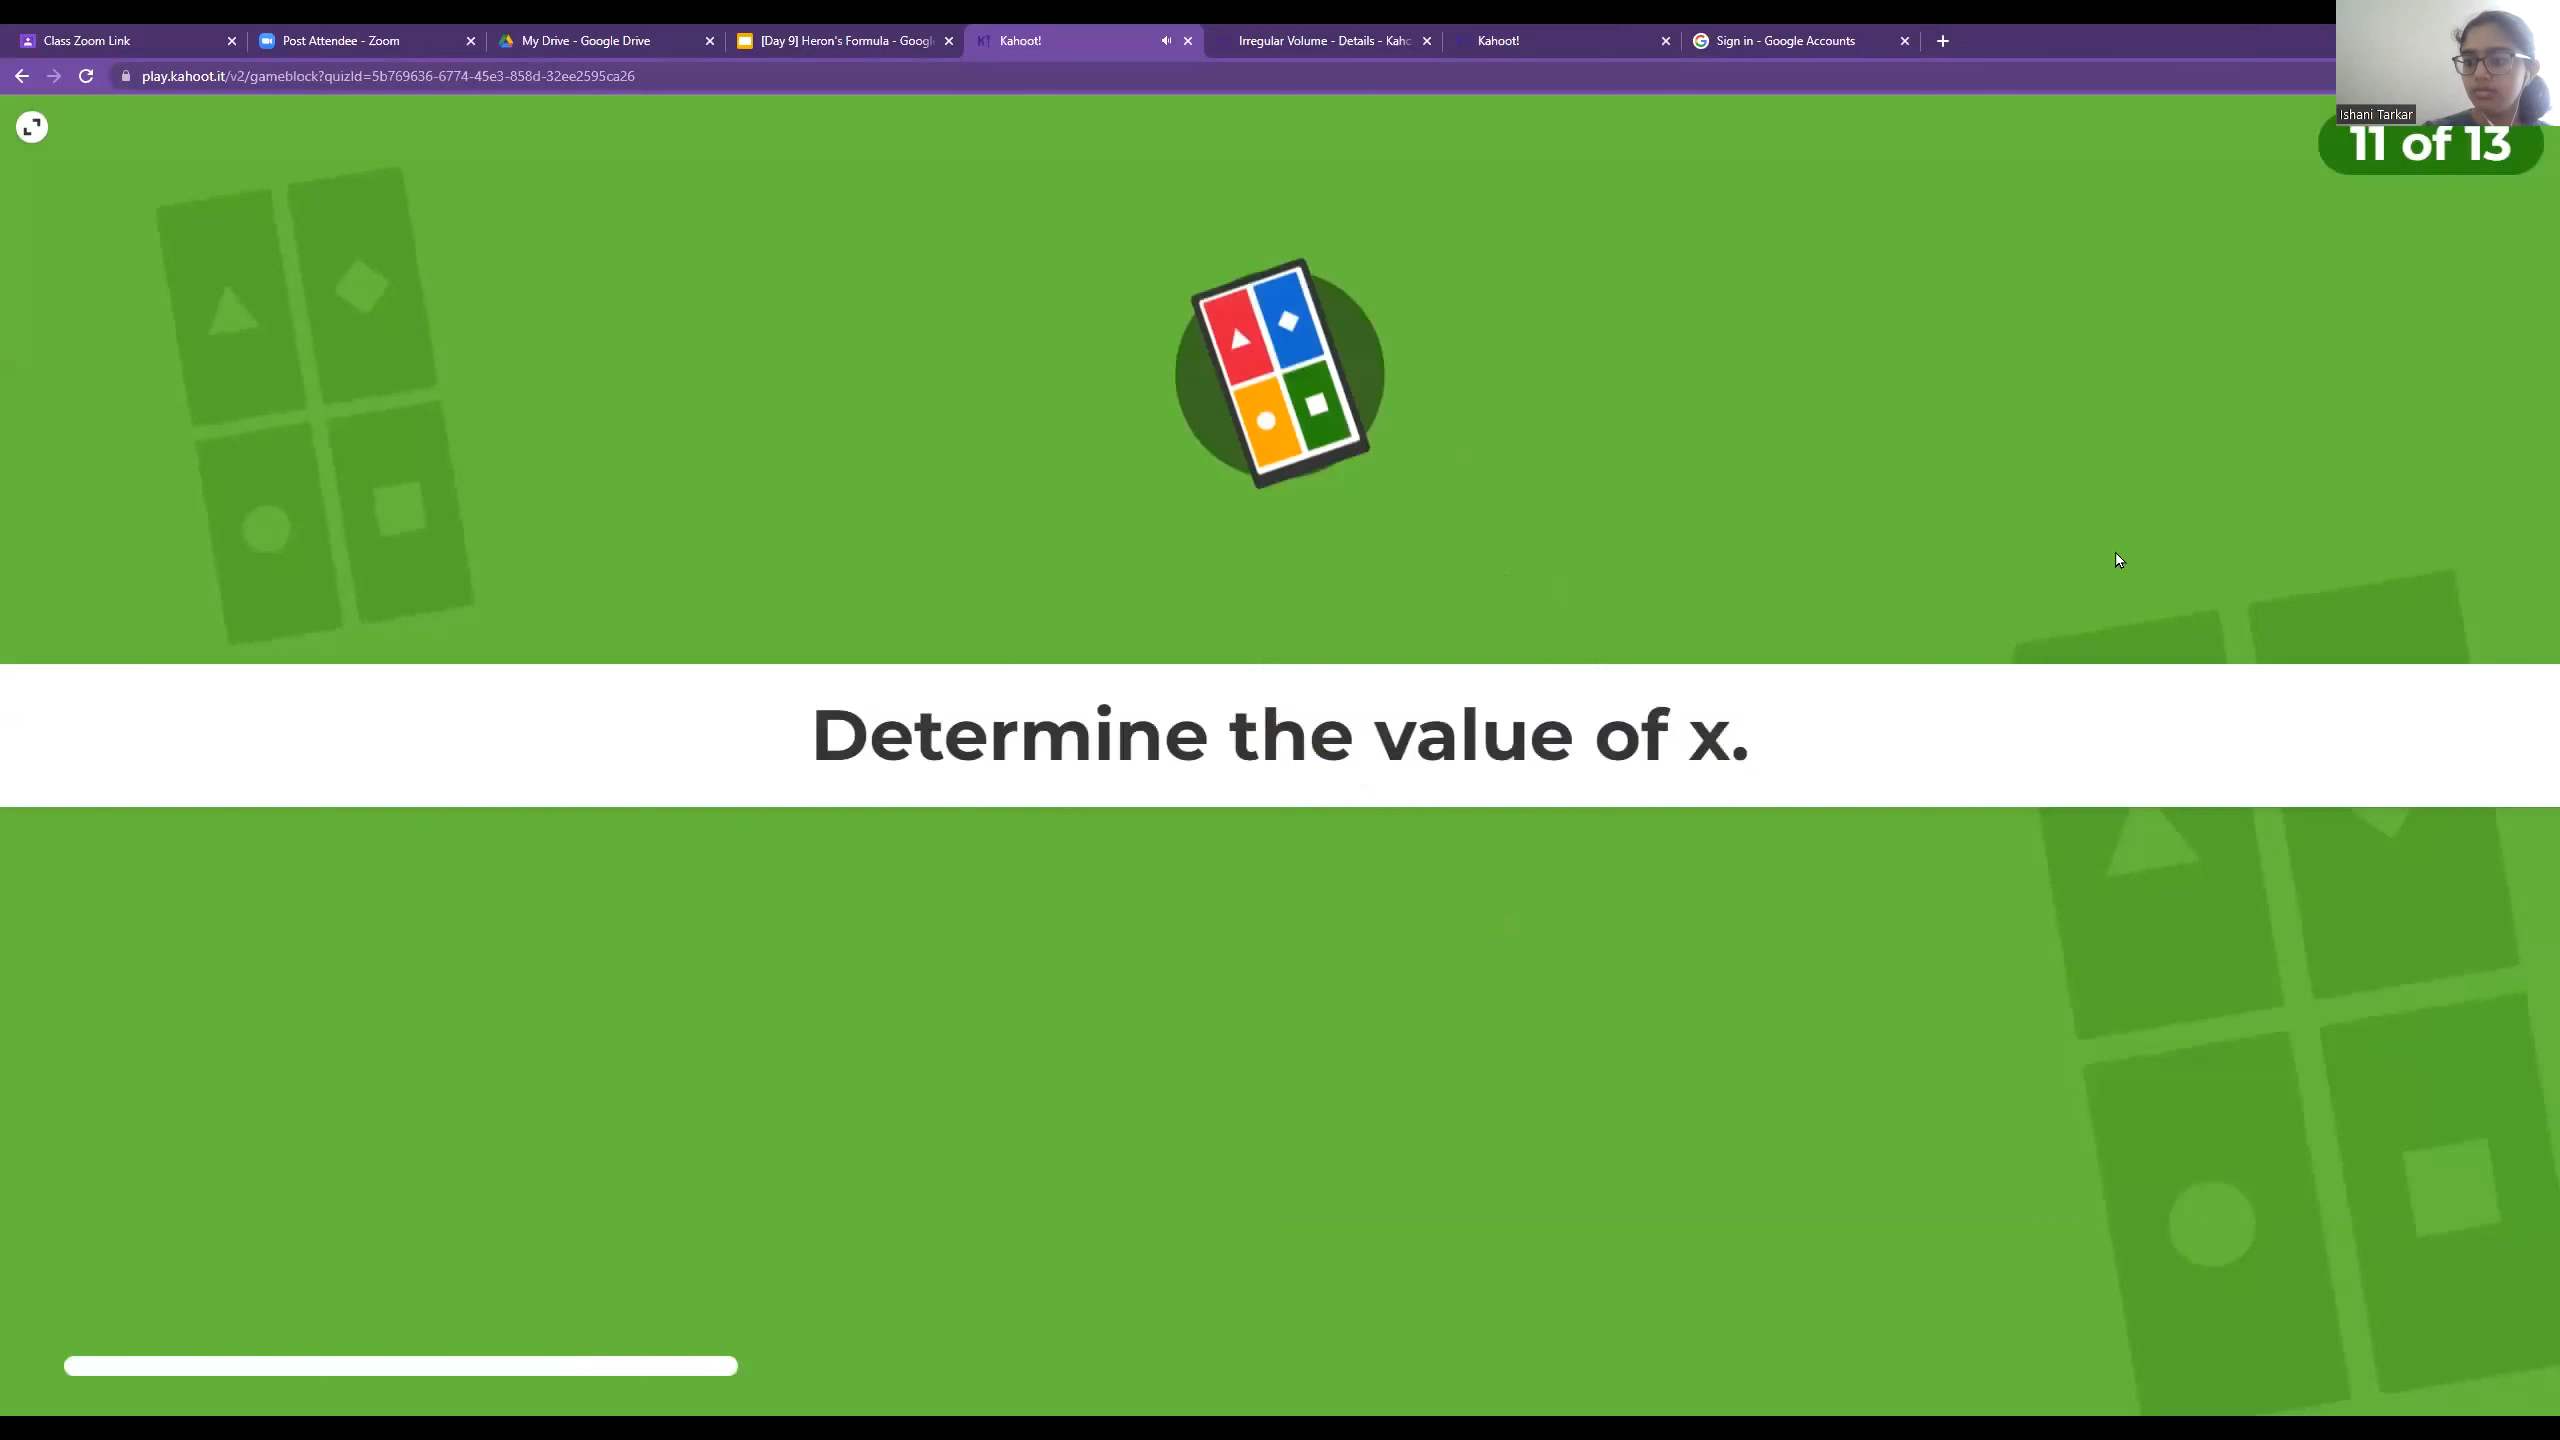 Class Zoom Link
Post Attendee - Zoom
My Drive - Google Drive
[Day 9] Heron's Formula - Googl
Kahoot!
Irregular Volume - Details - Kaho
Kahoot!
Sign in - Google Accounts
play.kahoot.it/v2/gameblock?quizId=5b769636-6774-45e3-858d-32ee2595ca26
Ishani Tarkar
11 of 13
Determine the value of x.